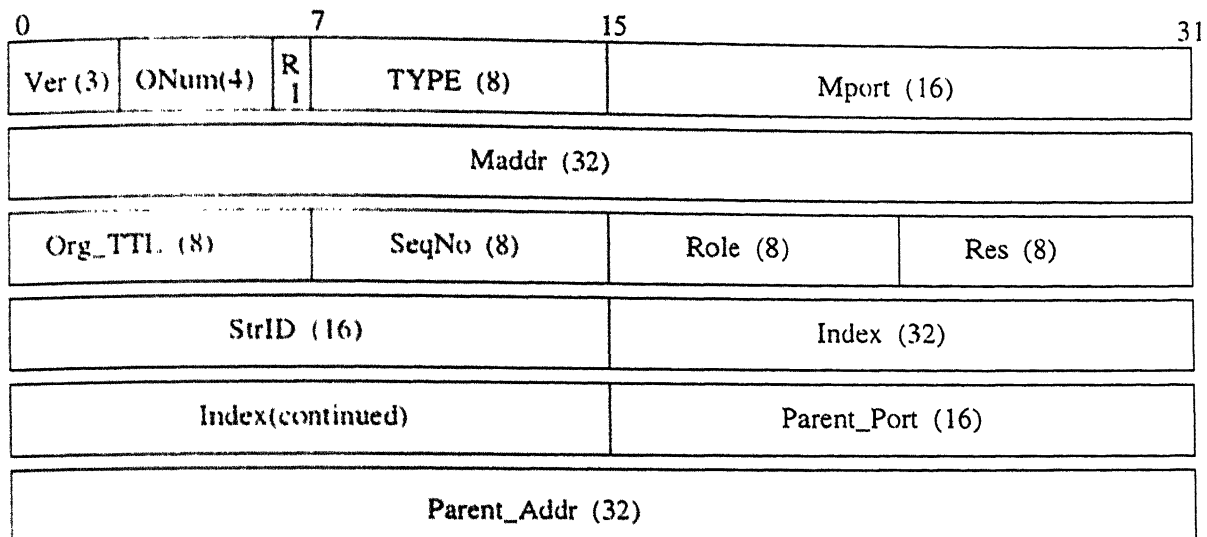 0 7 15 31
Ver (3) ONum(4) R 1 TYPE (8) Mport (16)
Maddr (32)
Org_TTL (8) SeqNo (8) Role (8) Res (8)
StrID (16) Index (32)
Index(continued) Parent_Port (16)
Parent_Addr (32)